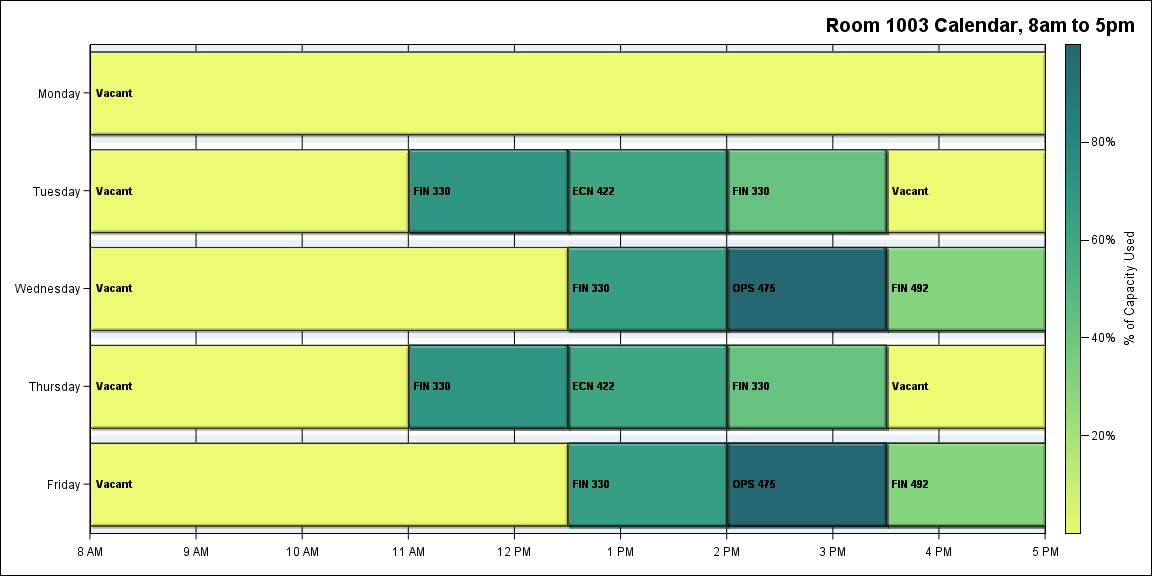 Room 1003 Calendar, 8am to 5pm
Monday
Vacant
Tuesday
Vacant
FIN 330
ECN 422
FIN 330
Vacant
Wednesday
Vacant
FIN 330
OPS 475
FIN 492
Thursday
Vacant
FIN 330
ECN 422
FIN 330
Vacant
Friday
Vacant
FIN 330
OPS 475
FIN 492
8 AM
9 AM
10 AM
11 AM
12 PM
1 PM
2 PM
3 PM
4 PM
5 PM
80%
60%
40%
20%
% of Capacity Used